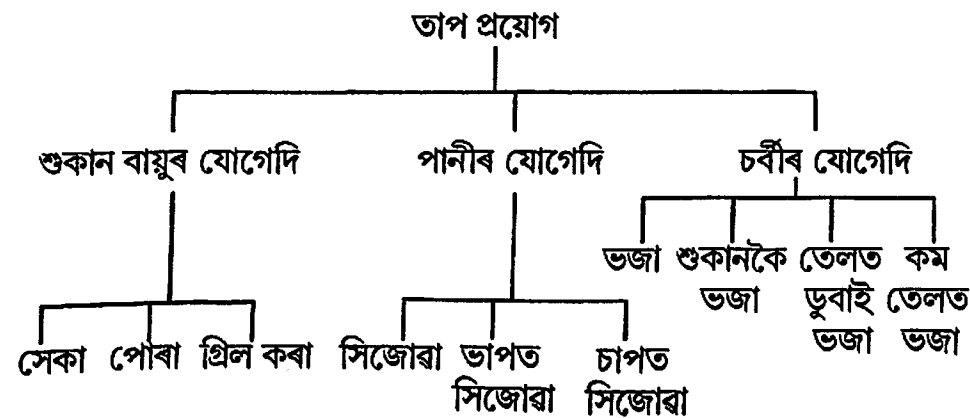 তাপ প্ৰয়োগ
শুকান বায়ুৰ যোগেদি
পানীৰ যোগেদি
চৰ্বীৰ যোগেদি
ভজা
শুকানকৈ
ভজা
তেলত
ডুবাই
ভজা
কম
তেলত
ভজা
সেকা
পোৰা
গ্ৰিল কৰা
সিজোৱা
ভাপত
সিজোৱা
চাপত
সিজোৱা